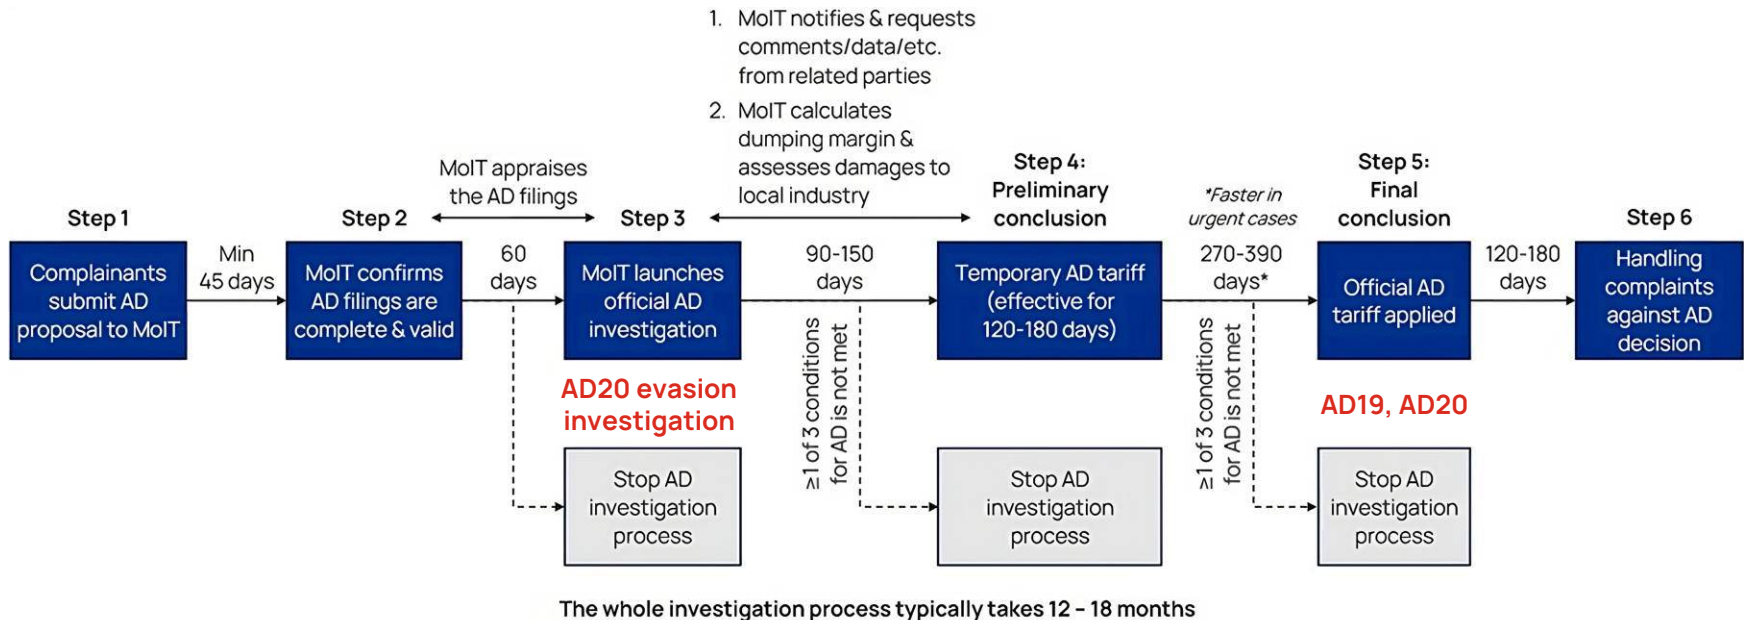 1. MoIT notifies & requests
comments/data/etc.
from related parties
2. MoIT calculates
dumping margin &
assesses damages to
local industry
MoIT appraises
the AD filings
Step 1
Complainants
submit AD
proposal to MoIT
Min
45 days
Step 2
MoIT confirms
AD filings are
complete & valid
60
days
Step 3
MoIT launches
official AD
investigation
AD20 evasion
investigation
Stop AD
investigation
process
90-150
days
≥1 of 3 conditions
for AD is not met
Step 4:
Preliminary
conclusion
Temporary AD tariff
(effective for
120-180 days)
Stop AD
investigation
process
*Faster in
urgent cases
270-390
days*
≥1 of 3 conditions
for AD is not met
Step 5:
Final
conclusion
Official AD
tariff applied
AD19, AD20
Stop AD
investigation
process
120-180
days
Step 6
Handling
complaints
against AD
decision
The whole investigation process typically takes 12 – 18 months